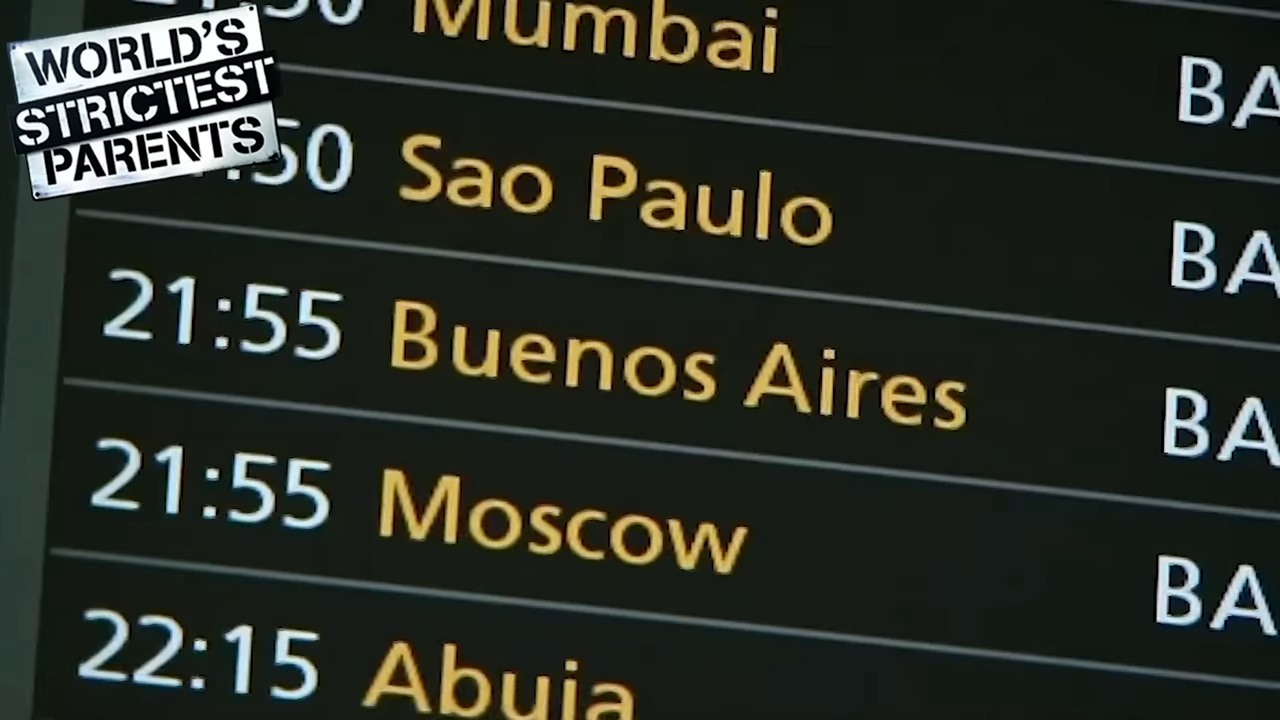 WORLD'S
STRICTEST
PARENTS
Mumbai BA
:50 Sao Paulo BA
21:55 Buenos Aires BA
21:55 Moscow BA
22:15 Abuja